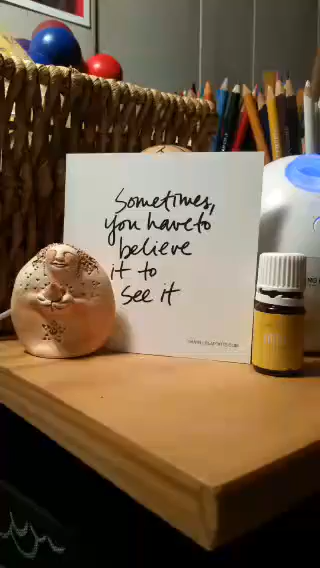 Sometimes,
you have to
believe
it to
see it